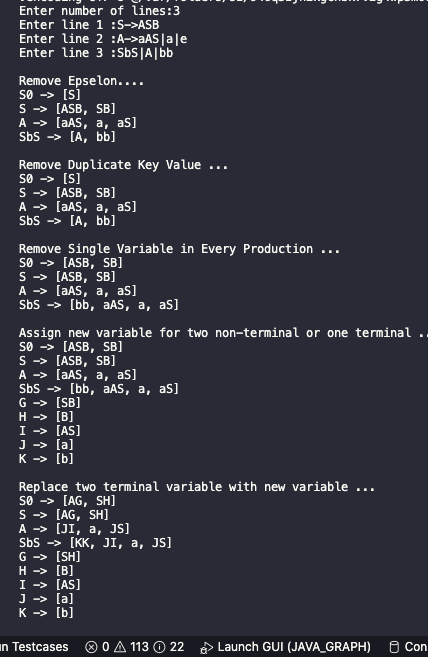 Enter number of lines:3
Enter line 1 :S->ASB
Enter line 2 :A->aAS|a|e
Enter line 3 :SbS|A|bb
Remove Epselon....
S0 -> [S]
S -> [ASB, SB]
A -> [aAS, a, aS]
SbS -> [A, bb]
Remove Duplicate Key Value ...
S0 -> [S]
S -> [ASB, SB]
A -> [aAS, a, aS]
SbS -> [A, bb]
Remove Single Variable in Every Production ...
S0 -> [ASB, SB]
S -> [ASB, SB]
A -> [aAS, a, aS]
SbS -> [bb, aAS, a, aS]
Assign new variable for two non-terminal or one terminal ..
S0 -> [ASB, SB]
S -> [ASB, SB]
A -> [aAS, a, aS]
SbS -> [bb, aAS, a, aS]
G -> [SB]
H -> [B]
I -> [AS]
J -> [a]
K -> [b]
Replace two terminal variable with new variable ...
S0 -> [AG, SH]
S -> [AG, SH]
A -> [JI, a, JS]
SbS -> [KK, JI, a, JS]
G -> [SH]
H -> [B]
I -> [AS]
J -> [a]
K -> [b]
n Testcases 0 113 22 Launch GUI (JAVA_GRAPH) Con